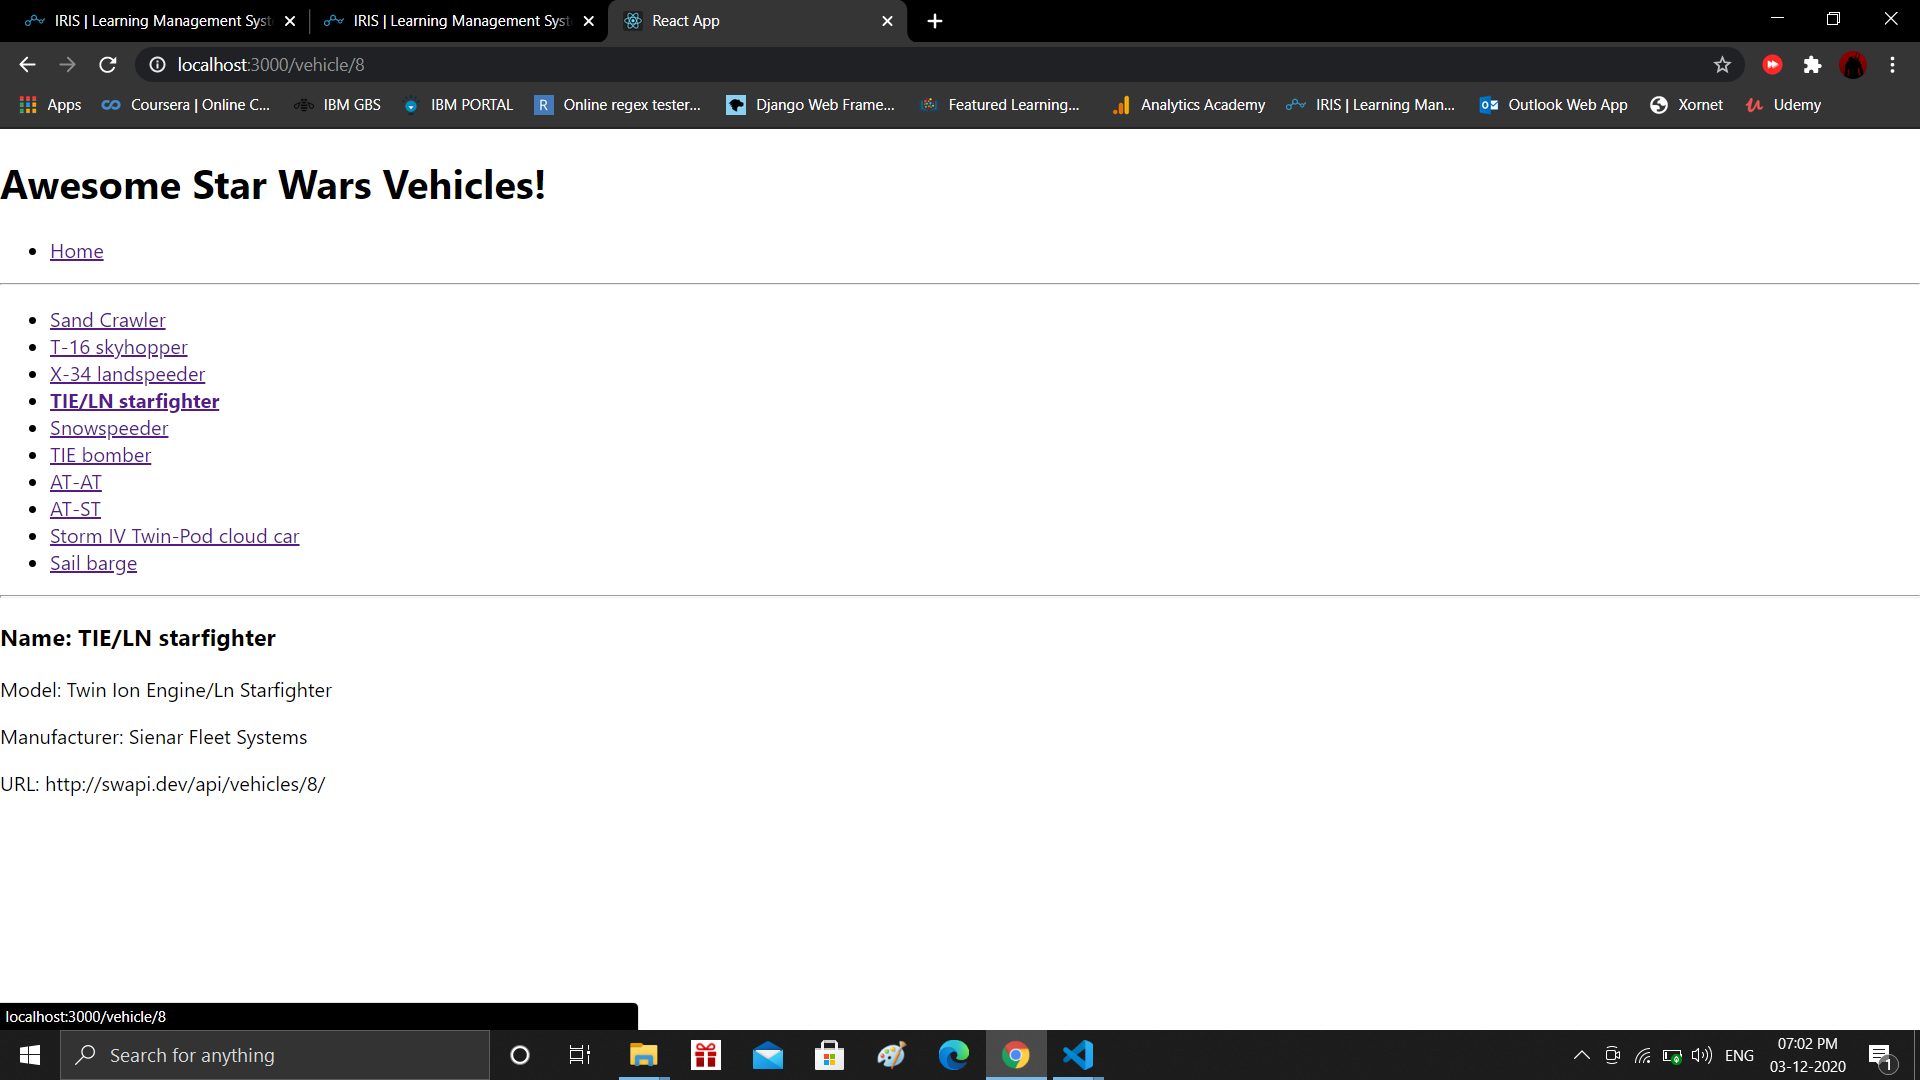 IRIS | Learning Management Syst
IRIS | Learning Management Syst
React App
localhost:3000/vehicle/8
Apps
Coursera | Online C...
IBM GBS
IBM PORTAL
R
Online regex tester...
Django Web Frame...
Featured Learning...
Analytics Academy
IRIS | Learning Man...
Outlook Web App
Xornet
Udemy
Awesome Star Wars Vehicles!
Home
Sand Crawler
T-16 skyhopper
X-34 landspeeder
TIE/LN starfighter
Snowspeeder
TIE bomber
AT-AT
AT-ST
Storm IV Twin-Pod cloud car
Sail barge
Name: TIE/LN starfighter
Model: Twin Ion Engine/Ln Starfighter
Manufacturer: Sienar Fleet Systems
URL: http://swapi.dev/api/vehicles/8/
localhost:3000/vehicle/8
Search for anything
ENG
07:02 PM
03-12-2020
1